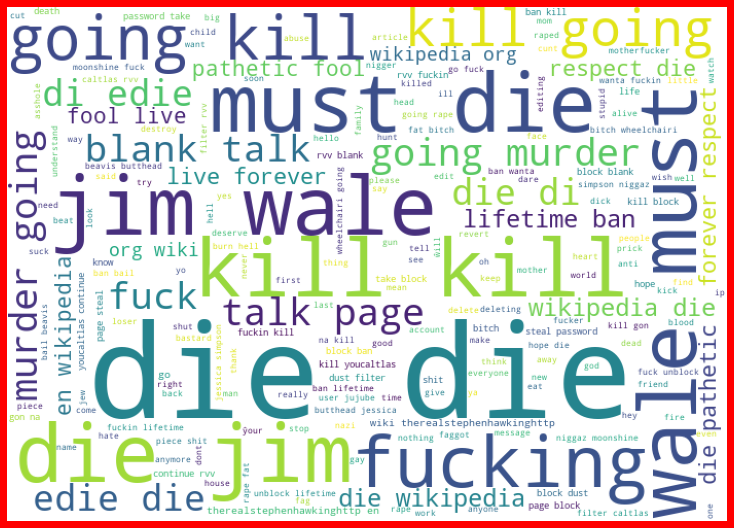 cut
death
password take
big
ban kill
mom
going kill
kill going
moonshine fuck
child
abuse
article
raped
motherfucker
want
wikipedia org
cunt
caltlas rvv
nigger
go fuck
pathetic fool
rvv fuckin
respect die
soon
killed
wanta fuckin
little
di edie
must die
ill
editing
stupid
life
watch
asshole
fool live
destroy
filter rvv
family
head
alive
going rape
fat bitch
bitch wheelchairi
understand
way
blank talk
hello
hunt
face
going murder
must
beavis butthead
rvv blank
ban wanta
block blank
wish
well
said
live forever
please
edit
dare
simpson niggaz
forever respect
try
yes
say
die di
dick
kill block
need
jim wale
wheelchairi going
lifetime ban
beat
look
hell
deserve
prick
people
suck
org wiki
burn hell
gun
tell
revert
will
anti
murder going
never
kill kill
see
oh
heart
en wikipedia
know
yo
thing
take block
keep
world
hope
find
ip
ban bail
first
mean
mother
kick
youcaltlas continue
page steal
fuck
last
delete
deleting
wikipedia die
blood
loser
shut
talk page
account
bitch
steal password
fucker
kill gon
bail beavis
bastard
fuckin kill
na kill
good
make
hope die
dead
jessica simpson
thank
block ban
think
away
fuck unblock
die die
kill youcaltlas
shit
everyone
god
go
ban lifetime
dust filter
new
friend
jew
right
man
really
user jujube
time
give
ya
eat
piece
come
back
butthead jessica
hey
fire
gon na
your
stop
nazi
wiki therealstephenhawkinghttp
wale
even
name
fuckin lifetime
nothing
faggot
message
niggaz moonshine
die pathetic
die jim
hate
piece shit
gay
fucking
anymore
dont
continue rvv
house
rape fat
unblock lifetime
block dust
edie die
fag
die wikipedia
rape
work
anyone
page block
therealstephenhawkinghttp en
filter caltlas
one